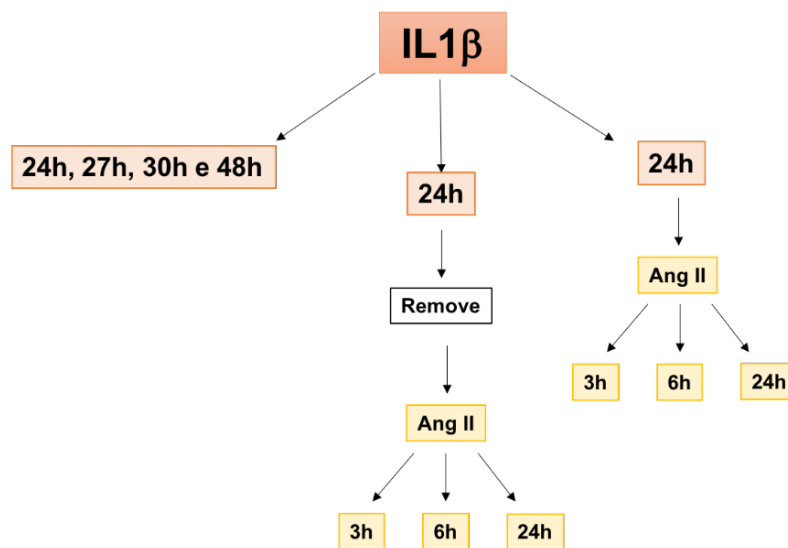 IL1β
24h, 27h, 30h e 48h
24h
24h
Remove
Ang II
Ang II
3h
6h
24h
3h
6h
24h